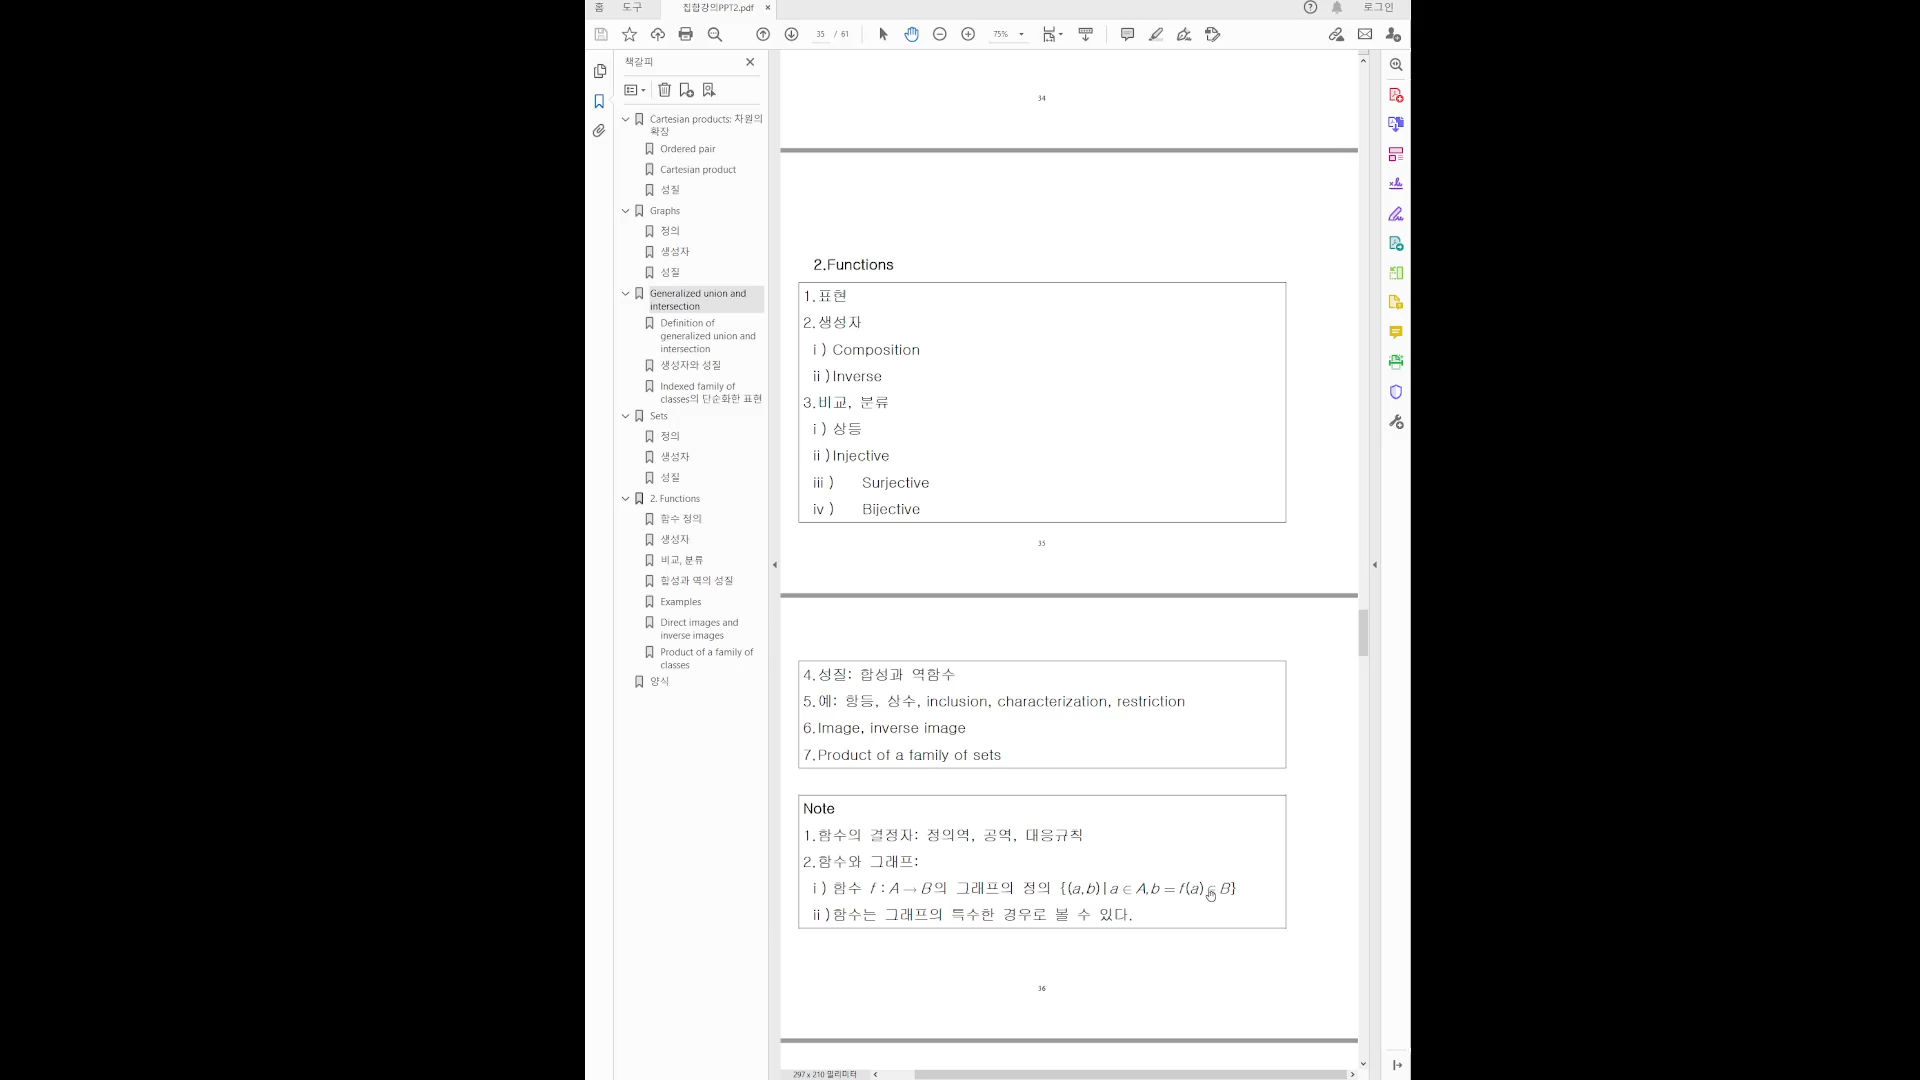 홈 도구 집합강의PPT2.pdf × 로그인
35 / 61 75%
책갈피
Cartesian products: 차원의
확장
Ordered pair
Cartesian product
성질
Graphs
정의
생성자
성질
Generalized union and
intersection
Definition of
generalized union and
intersection
생성자와 성질
Indexed family of
classes의 단순화한 표현
Sets
정의
생성자
성질
2. Functions
함수 정의
생성자
비교, 분류
합성과 역의 성질
Examples
Direct images and
inverse images
Product of a family of
classes
양식
34
2.Functions
1.표현
2.생성자
ⅰ) Composition
ⅱ) Inverse
3.비교, 분류
ⅰ) 상등
ⅱ) Injective
ⅲ) Surjective
ⅳ) Bijective
35
4.성질: 합성과 역함수
5.예: 항등, 상수, inclusion, characterization, restriction
6.Image, inverse image
7.Product of a family of sets
Note
1.함수의 결정자: 정의역, 공역, 대응규칙
2.함수와 그래프:
ⅰ) 함수 f : A → B의 그래프의 정의 {(a,b) | a ∈ A, b = f(a) ∈ B}
ⅱ) 함수는 그래프의 특수한 경우로 볼 수 있다.
36
297 x 210 밀리미터